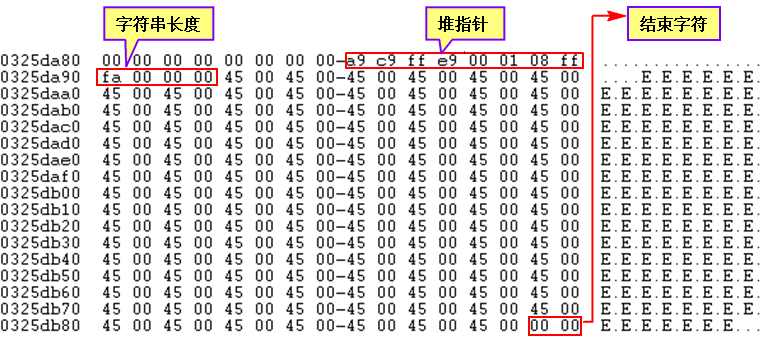 字符串长度 堆指针 结束字符
0325da80 00 00 00 00 00 00 00 00-a9 c9 ff e9 00 01 08 ff ................
0325da90 fa 00 00 00 45 00 45 00-45 00 45 00 45 00 45 00 ....E.E.E.E.E.E.
0325daa0 45 00 45 00 45 00 45 00-45 00 45 00 45 00 45 00 E.E.E.E.E.E.E.E.
0325dab0 45 00 45 00 45 00 45 00-45 00 45 00 45 00 45 00 E.E.E.E.E.E.E.E.
0325dac0 45 00 45 00 45 00 45 00-45 00 45 00 45 00 45 00 E.E.E.E.E.E.E.E.
0325dad0 45 00 45 00 45 00 45 00-45 00 45 00 45 00 45 00 E.E.E.E.E.E.E.E.
0325dae0 45 00 45 00 45 00 45 00-45 00 45 00 45 00 45 00 E.E.E.E.E.E.E.E.
0325daf0 45 00 45 00 45 00 45 00-45 00 45 00 45 00 45 00 E.E.E.E.E.E.E.E.
0325db00 45 00 45 00 45 00 45 00-45 00 45 00 45 00 45 00 E.E.E.E.E.E.E.E.
0325db10 45 00 45 00 45 00 45 00-45 00 45 00 45 00 45 00 E.E.E.E.E.E.E.E.
0325db20 45 00 45 00 45 00 45 00-45 00 45 00 45 00 45 00 E.E.E.E.E.E.E.E.
0325db30 45 00 45 00 45 00 45 00-45 00 45 00 45 00 45 00 E.E.E.E.E.E.E.E.
0325db40 45 00 45 00 45 00 45 00-45 00 45 00 45 00 45 00 E.E.E.E.E.E.E.E.
0325db50 45 00 45 00 45 00 45 00-45 00 45 00 45 00 45 00 E.E.E.E.E.E.E.E.
0325db60 45 00 45 00 45 00 45 00-45 00 45 00 45 00 45 00 E.E.E.E.E.E.E.E.
0325db70 45 00 45 00 45 00 45 00-45 00 45 00 45 00 45 00 E.E.E.E.E.E.E.E.
0325db80 45 00 45 00 45 00 45 00-45 00 45 00 45 00 00 00 E.E.E.E.E.E.E...